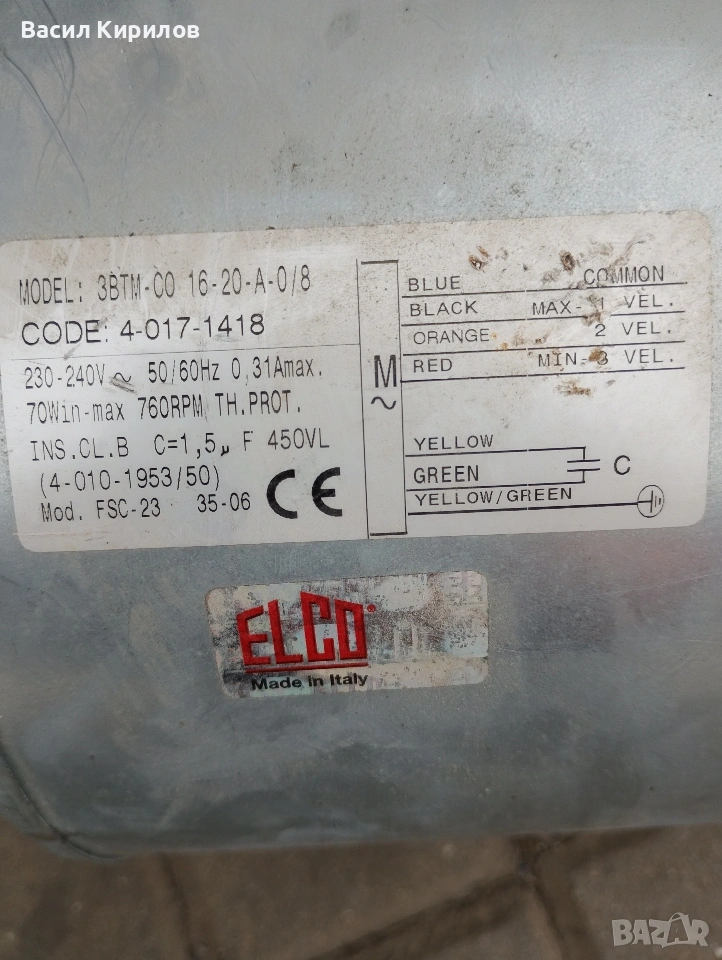 Васил Кирилов
MODEL: 3BTM-CO 16-20-A-0/8
CODE: 4-017-1418
230-240V ~ 50/60Hz 0,31Amax.
70Win-max 760RPM TH.PROT.
INS.CL.B C=1,5µ F 450VL
(4-010-1953/50)
Mod. FSC-23 35-06 CE
M
~
BLUE COMMON
BLACK MAX-1 VEL.
ORANGE 2 VEL.
RED MIN-3 VEL.
YELLOW
GREEN C
YELLOW/GREEN
ELCO
Made in Italy
BAZAR